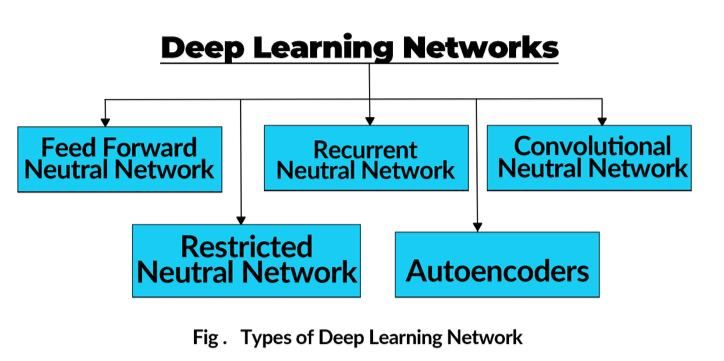 Deep Learning Networks
Feed Forward
Neutral Network
Recurrent
Neutral Network
Convolutional
Neutral Network
Restricted
Neutral Network
Autoencoders
Fig . Types of Deep Learning Network